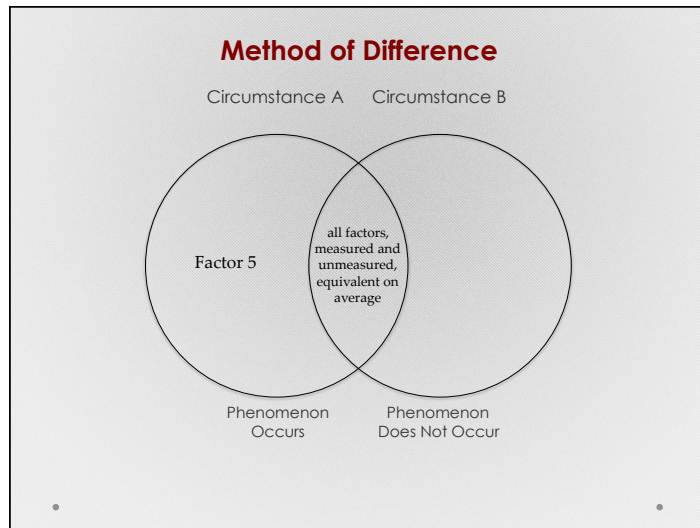 Method of Difference
Circumstance A
Circumstance B
Factor 5
all factors,
measured and
unmeasured,
equivalent on
average
Phenomenon
Occurs
Phenomenon
Does Not Occur